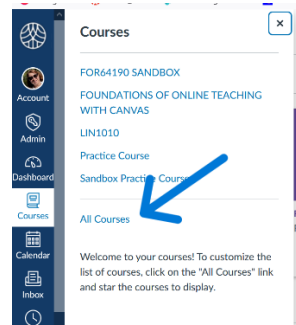 Courses
×
FOR64190 SANDBOX
FOUNDATIONS OF ONLINE TEACHING
WITH CANVAS
LIN1010
Practice Course
Sandbox Practice Course
All Courses
Welcome to your courses! To customize the
list of courses, click on the "All Courses" link
and star the courses to display.
Account
Admin
Dashboard
Courses
Calendar
Inbox